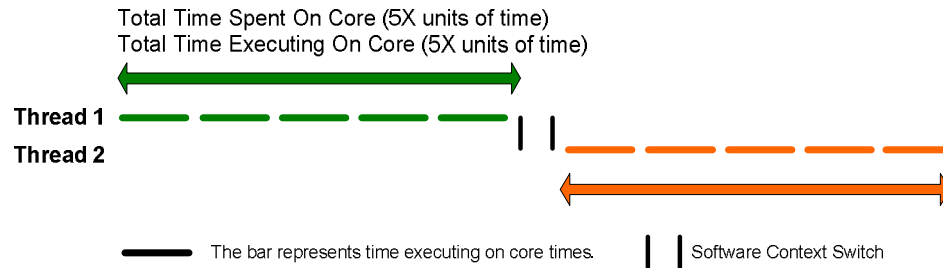 Total Time Spent On Core (5X units of time)
Total Time Executing On Core (5X units of time)
Thread 1
Thread 2
The bar represents time executing on core times.
Software Context Switch